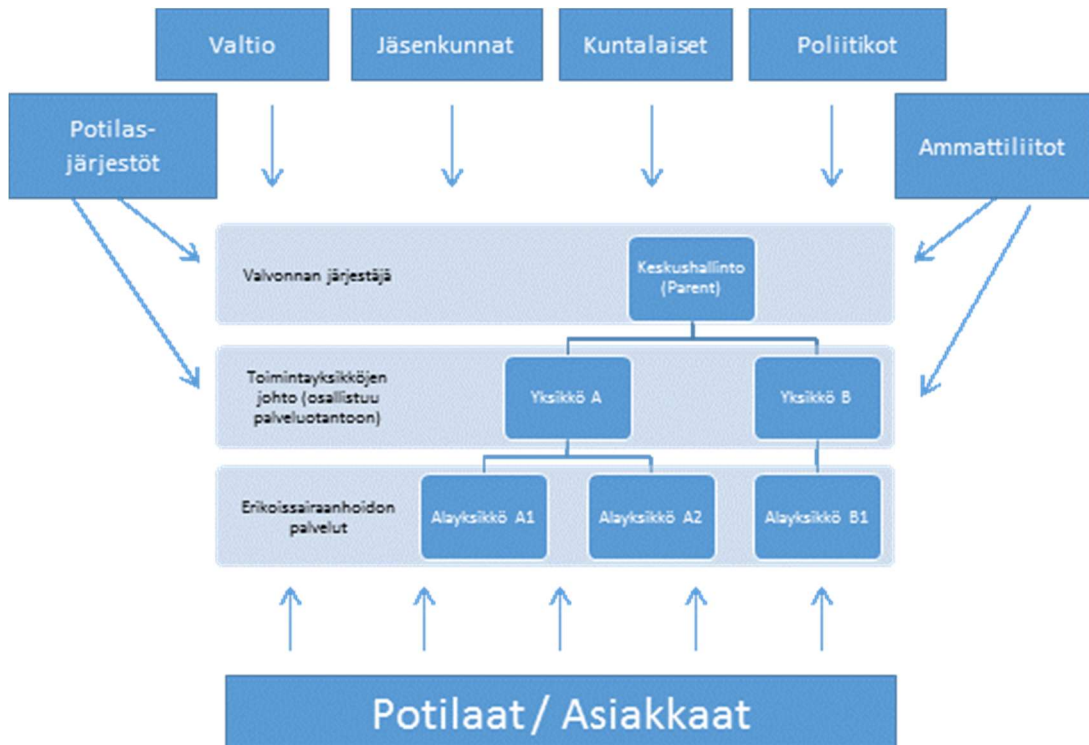 Valtio
Jäsenkunnat
Kuntalaiset
Poliitikot
Potilas-
järjestöt
Ammattiliitot
Valvonnan järjestäjä
Keskushallinto
(Parent)
Toimintayksikköjen
johto (osallistuu
palveluotantoon)
Yksikkö A
Yksikkö B
Erikoissairaanhoidon
palvelut
Alayksikkö A1
Alayksikkö A2
Alayksikkö B1
Potilaat / Asiakkaat